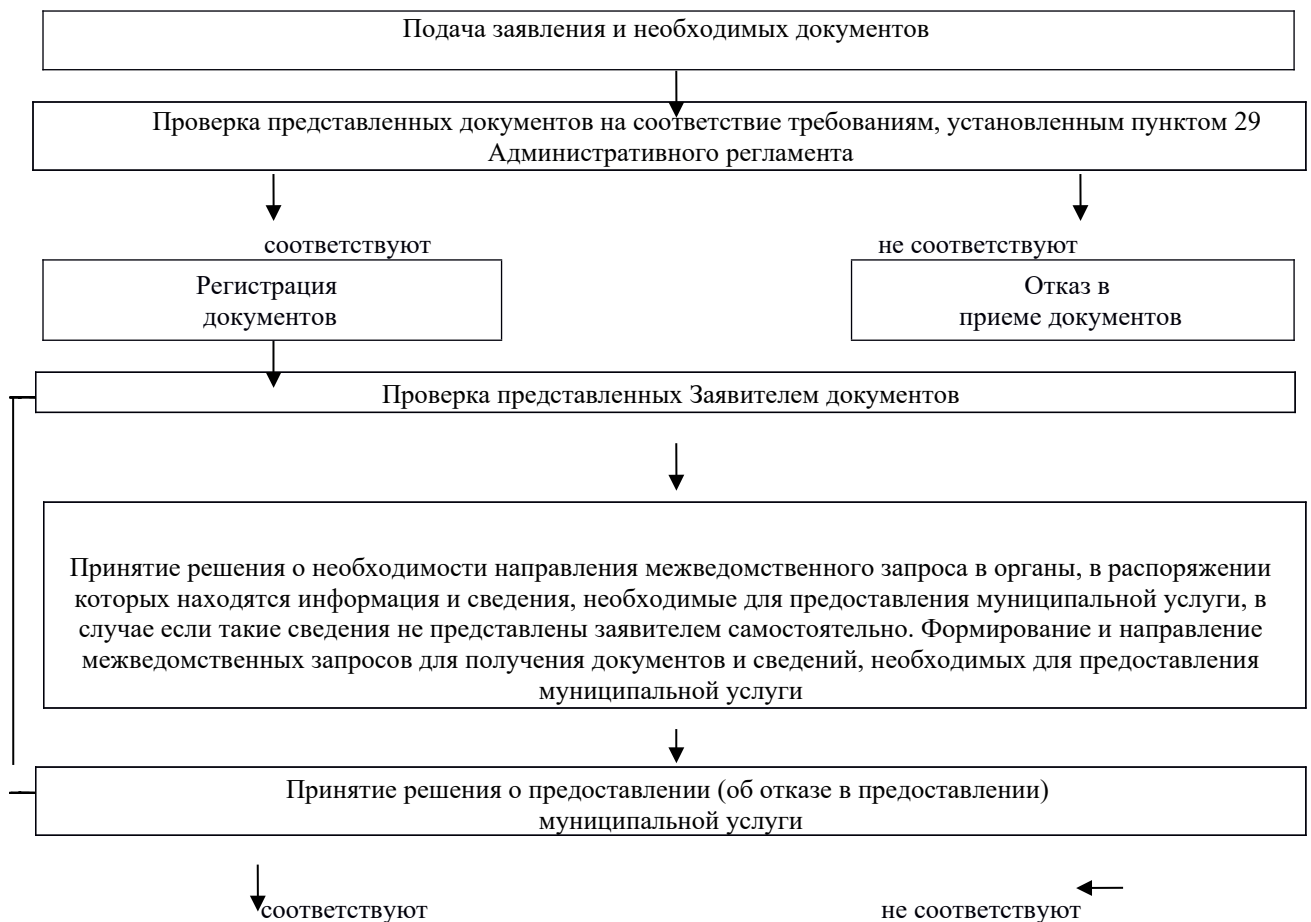 Подача заявления и необходимых документов
Проверка представленных документов на соответствие требованиям, установленным пунктом 29
Административного регламента
соответствуют
не соответствуют
Регистрация
документов
Отказ в
приеме документов
Проверка представленных Заявителем документов
Принятие решения о необходимости направления межведомственного запроса в органы, в распоряжении
которых находятся информация и сведения, необходимые для предоставления муниципальной услуги, в
случае если такие сведения не представлены заявителем самостоятельно. Формирование и направление
межведомственных запросов для получения документов и сведений, необходимых для предоставления
муниципальной услуги
Принятие решения о предоставлении (об отказе в предоставлении)
муниципальной услуги
соответствуют
не соответствуют